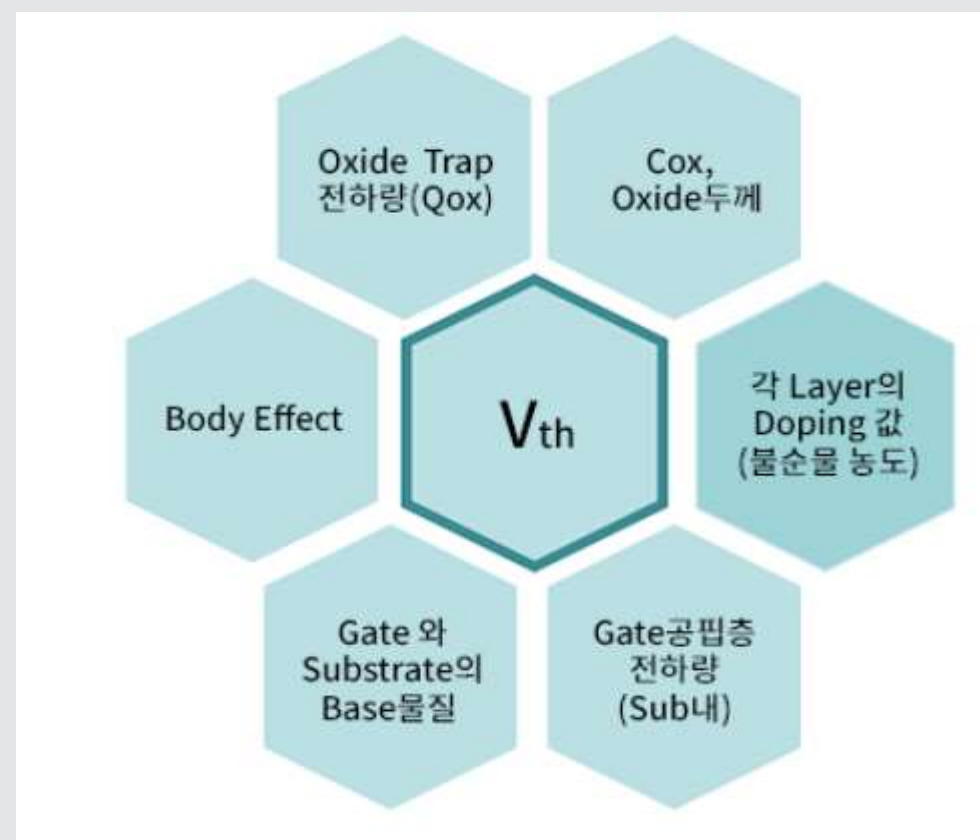 Oxide Trap
전하량(Qox)
Cox,
Oxide두께
Body Effect
Vth
각 Layer의
Doping 값
(불순물 농도)
Gate 와
Substrate의
Base물질
Gate공핍층
전하량
(Sub내)